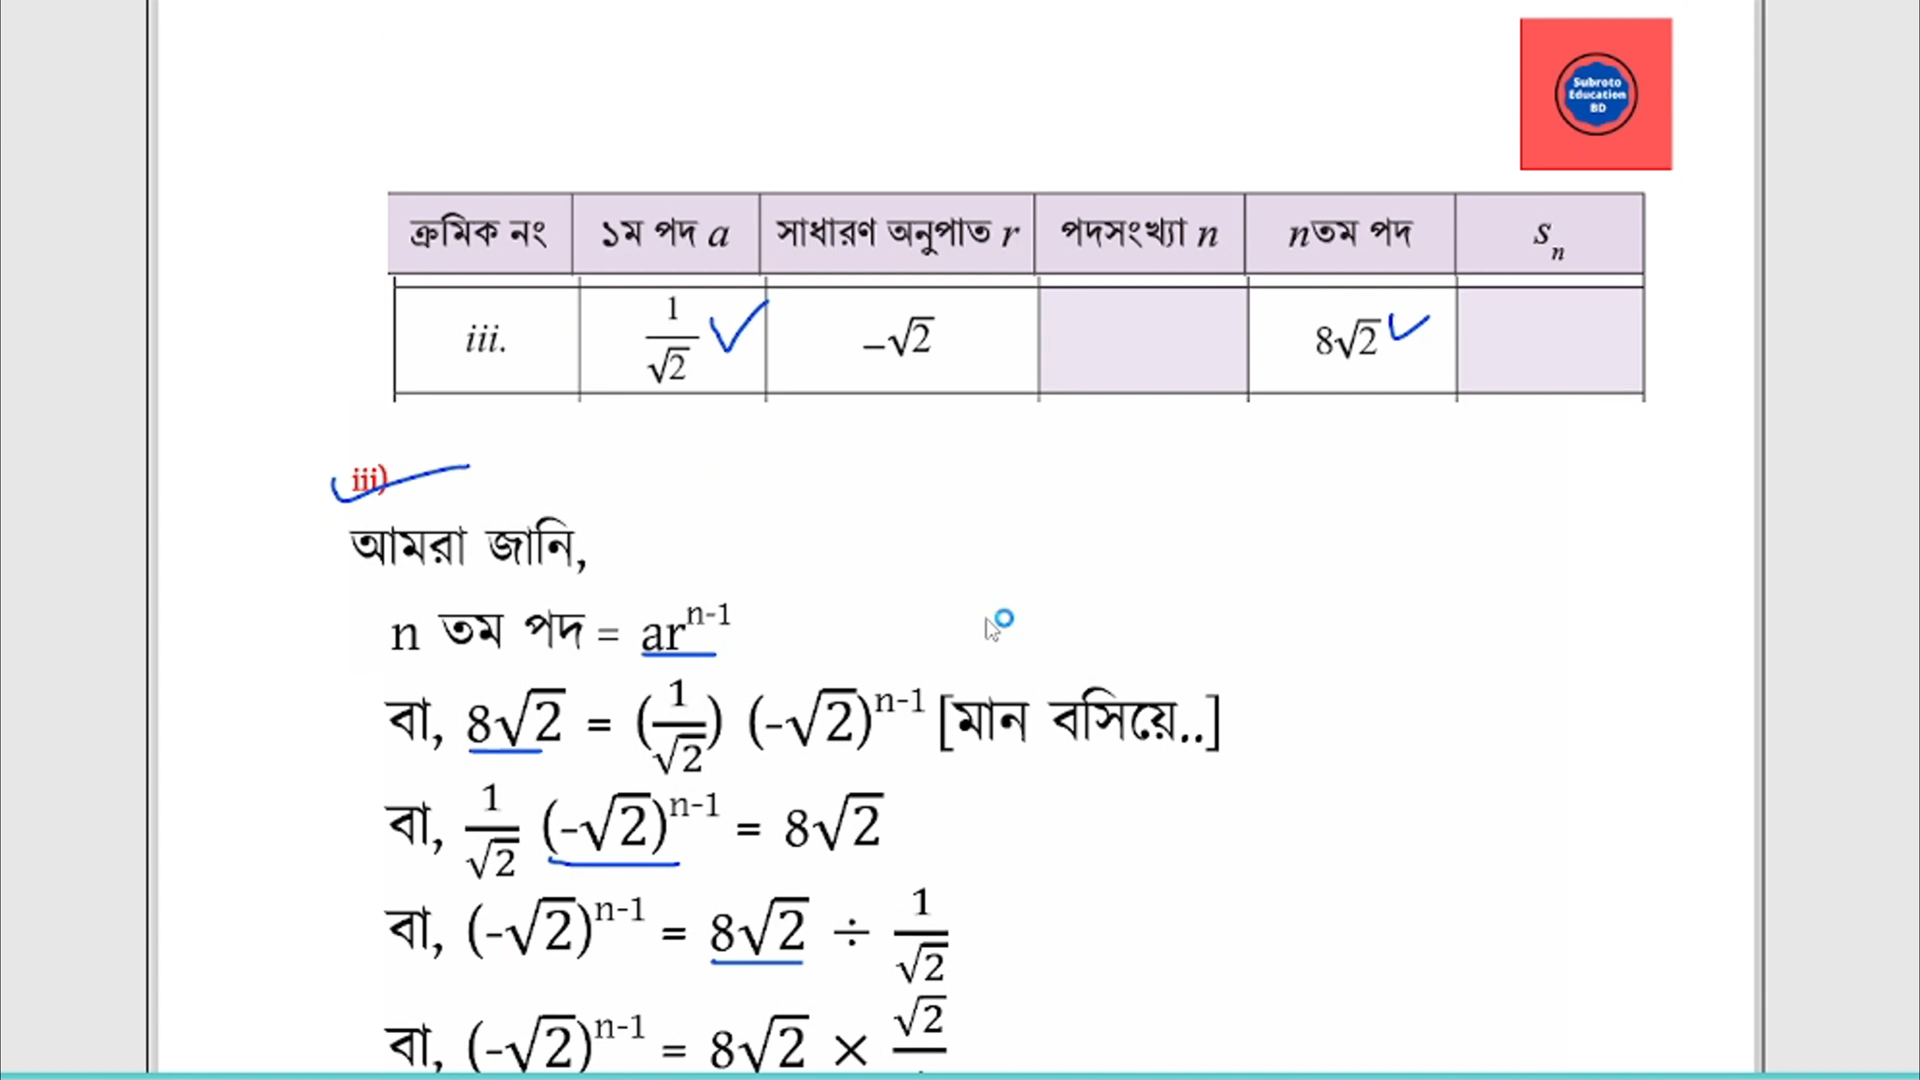 Subroto
Education
BD
ক্রমিক নং ১ম পদ a সাধারণ অনুপাত r পদসংখ্যা n nতম পদ Sₙ
iii. 1/√2 –√2 8√2
iii)
আমরা জানি,
n তম পদ = arⁿ⁻¹
বা, 8√2 = (1/√2) (-√2)ⁿ⁻¹ [মান বসিয়ে..]
বা, 1/√2 (-√2)ⁿ⁻¹ = 8√2
বা, (-√2)ⁿ⁻¹ = 8√2 ÷ 1/√2
বা, (-√2)ⁿ⁻¹ = 8√2 × √2